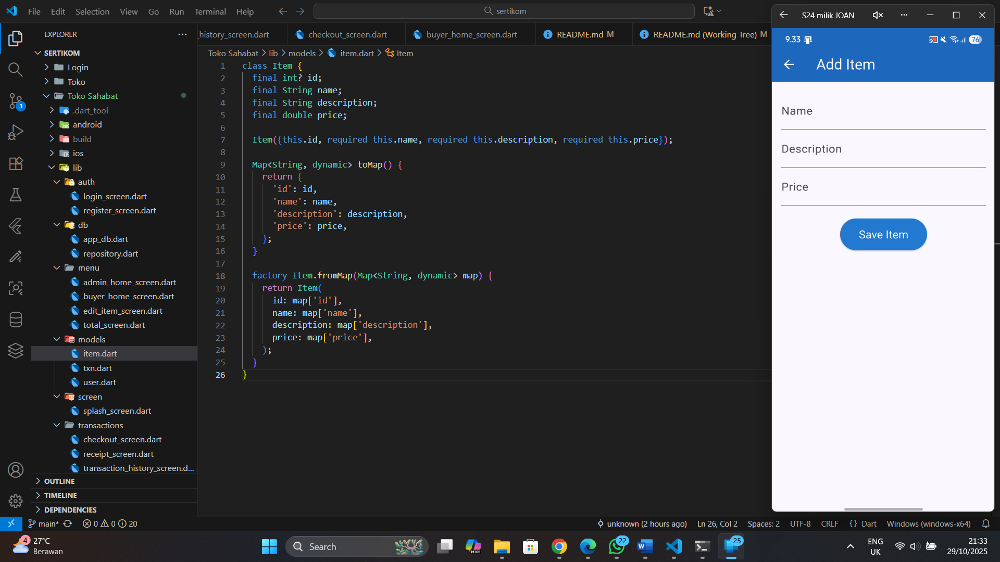 File Edit Selection View Go Run Terminal Help
sertikom
EXPLORER
SERTIKOM
Login
Toko
Toko Sahabat
.dart_tool
android
build
ios
lib
auth
login_screen.dart
register_screen.dart
db
app_db.dart
repository.dart
menu
admin_home_screen.dart
buyer_home_screen.dart
edit_item_screen.dart
total_screen.dart
models
item.dart
txn.dart
user.dart
screen
splash_screen.dart
transactions
checkout_screen.dart
receipt_screen.dart
transaction_history_screen.d...
OUTLINE
TIMELINE
DEPENDENCIES
history_screen.dart checkout_screen.dart buyer_home_screen.dart README.md M README.md (Working Tree) M
Toko Sahabat > lib > models > item.dart > Item
1 class Item {
2 final int? id;
3 final String name;
4 final String description;
5 final double price;
6
7 Item({this.id, required this.name, required this.description, required this.price});
8
9 Map<String, dynamic> toMap() {
10 return {
11 'id': id,
12 'name': name,
13 'description': description,
14 'price': price,
15 };
16 }
17
18 factory Item.fromMap(Map<String, dynamic> map) {
19 return Item(
20 id: map['id'],
21 name: map['name'],
22 description: map['description'],
23 price: map['price'],
24 );
25 }
26 }
S24 milik JOAN
9.33 76
Add Item
Name
Description
Price
Save Item
3
main* 0 0 20
unknown (2 hours ago) Ln 26, Col 2 Spaces: 2 UTF-8 CRLF {} Dart Windows (windows-x64)
4 27°C
Berawan
Search
M365
22
W
25
ENG
UK
21:33
29/10/2025